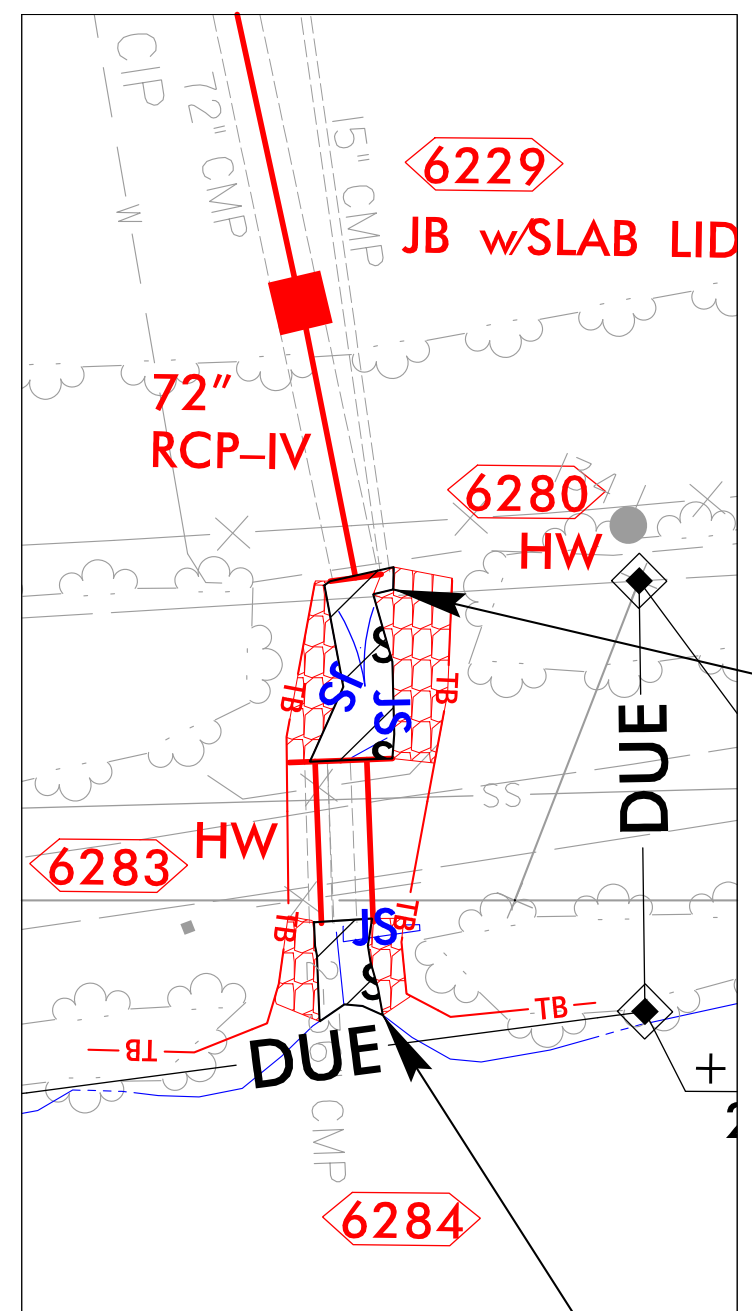 CIP
72" CMP
15" CMP
W
6229
JB w/SLAB LID
72"
RCP-IV
6280
HW
S
JS
TB
TB
JS
S
DUE
SS
HW
6283
JS
TB
TB
S
TB
TB
DUE
CMP
+
2
6284